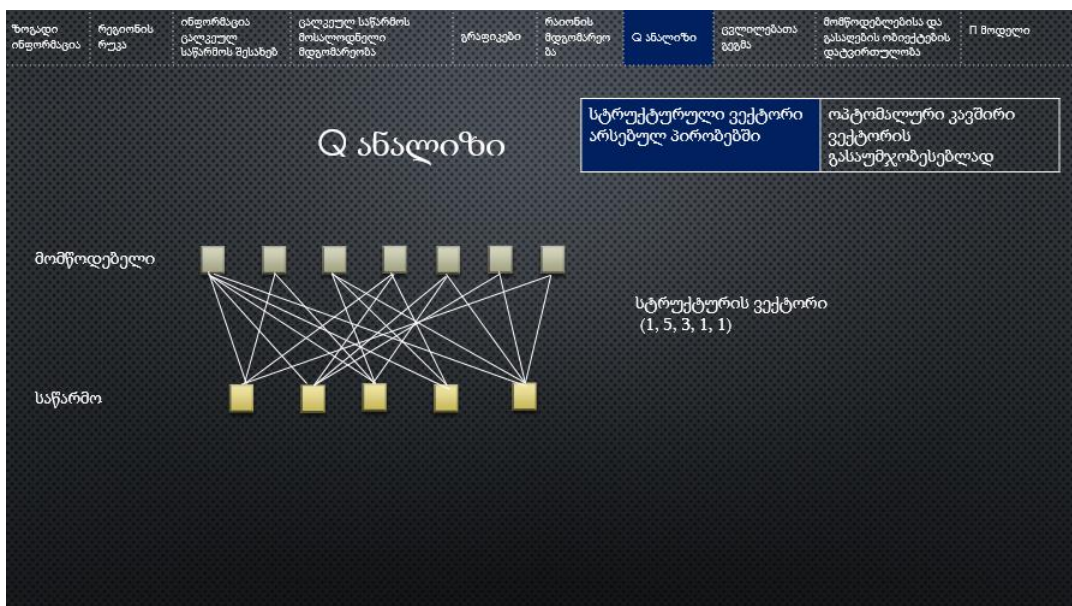 ზოგადი
ინფორმაცია
რეგიონის
რუკა
ინფორმაცია
ცალკეულ
საწარმოს შესახებ
ცალკეულ საწარმოს
მოსალოდნელი
მდგომარეობა
გრაფიკები
რაიონის
მდგომარეო
ბა
Q ანალიზი
ცვლილებათა
გეგმა
მომწოდებლებისა და
გასაღების ობიექტების
დატვირთულობა
П მოდელი
Q ანალიზი
სტრუქტურული ვექტორი
არსებულ პირობებში
ოპტომალური კავშირი
ვექტორის
გასაუმჯობესებლად
მომწოდებელი
სტრუქტურის ვექტორი
(1, 5, 3, 1, 1)
საწარმო